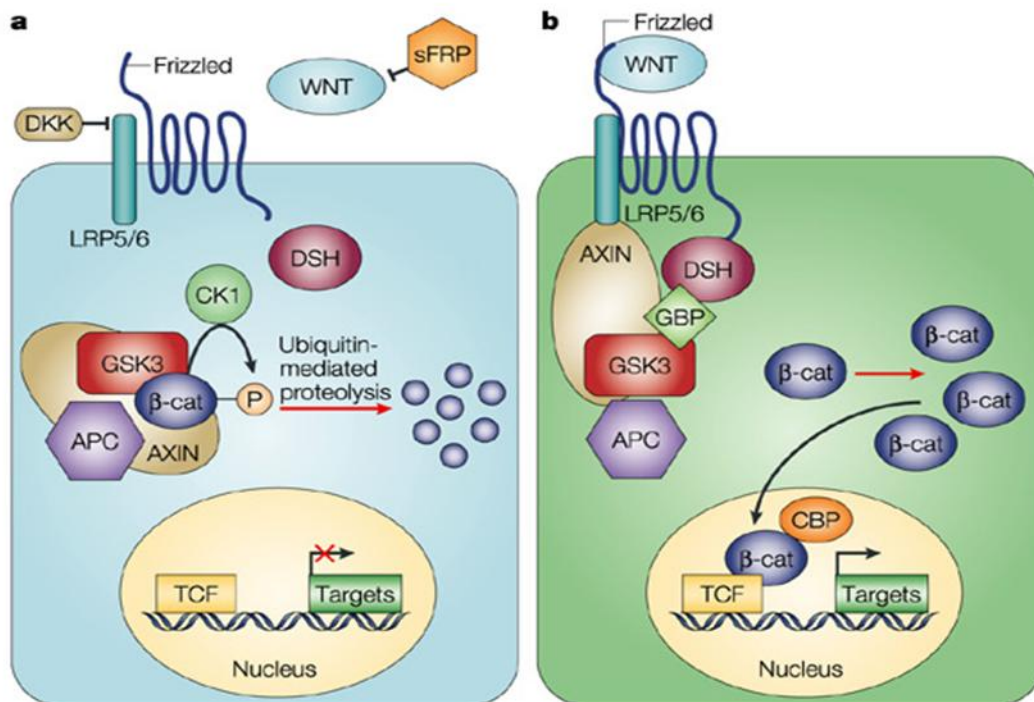 a
Frizzled
sFRP
WNT
DKK
LRP5/6
DSH
CK1
GSK3
Ubiquitin-
mediated
proteolysis
β-cat
P
APC
AXIN
TCF
Targets
Nucleus
b
Frizzled
WNT
LRP5/6
AXIN
DSH
GBP
GSK3
APC
β-cat
β-cat
β-cat
β-cat
CBP
β-cat
TCF
Targets
Nucleus